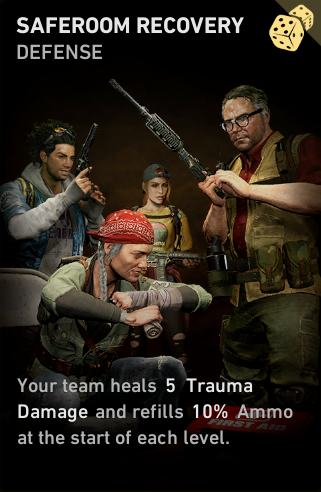 SAFEROOM RECOVERY
DEFENSE
Your team heals 5 Trauma
Damage and refills 10% Ammo
at the start of each level.
FIRST AID